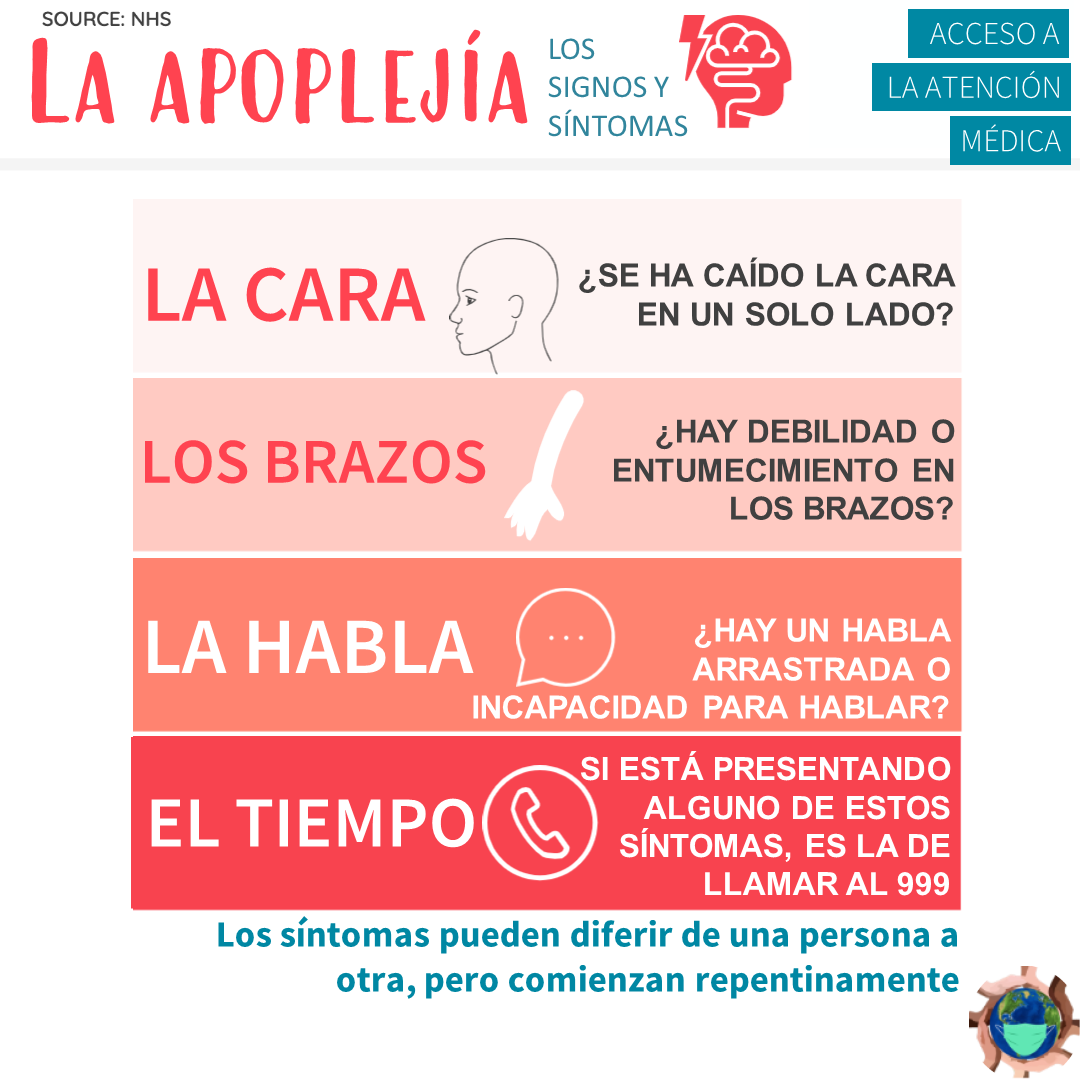 SOURCE: NHS
LA APOPLEJÍA
LOS
SIGNOS Y
SÍNTOMAS
ACCESO A
LA ATENCIÓN
MÉDICA
LA CARA
¿SE HA CAÍDO LA CARA
EN UN SOLO LADO?
LOS BRAZOS
¿HAY DEBILIDAD O
ENTUMECIMIENTO EN
LOS BRAZOS?
LA HABLA
¿HAY UN HABLA
ARRASTRADA O
INCAPACIDAD PARA HABLAR?
EL TIEMPO
SI ESTÁ PRESENTANDO
ALGUNO DE ESTOS
SÍNTOMAS, ES LA DE
LLAMAR AL 999
Los síntomas pueden diferir de una persona a
otra, pero comienzan repentinamente